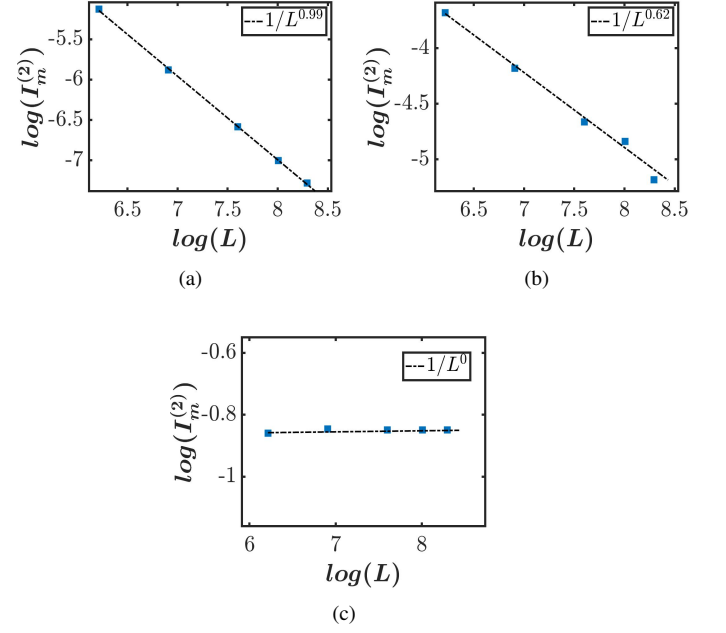 1/L^0.99
-5.5
-6
-6.5
-7
log(I_m^(2))
6.5 7 7.5 8 8.5
log(L)
(a)
1/L^0.62
-4
-4.5
-5
log(I_m^(2))
6.5 7 7.5 8 8.5
log(L)
(b)
1/L^0
-0.6
-0.8
-1
log(I_m^(2))
6 7 8
log(L)
(c)